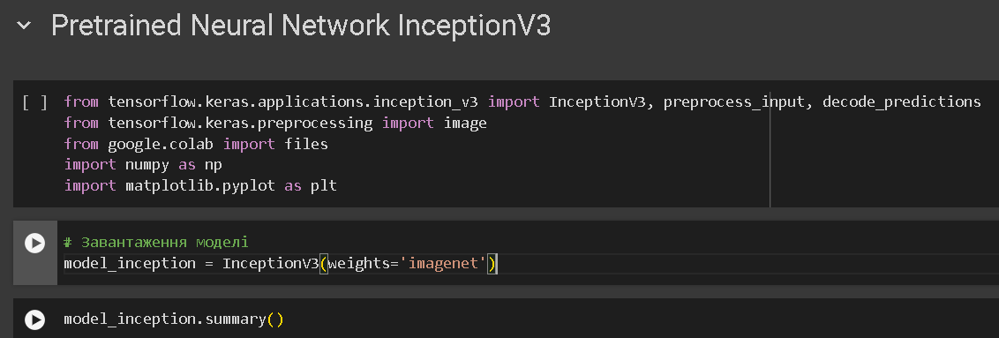 Pretrained Neural Network InceptionV3
[ ] from tensorflow.keras.applications.inception_v3 import InceptionV3, preprocess_input, decode_predictions
from tensorflow.keras.preprocessing import image
from google.colab import files
import numpy as np
import matplotlib.pyplot as plt
# Завантаження моделі
model_inception = InceptionV3(weights='imagenet')
model_inception.summary()